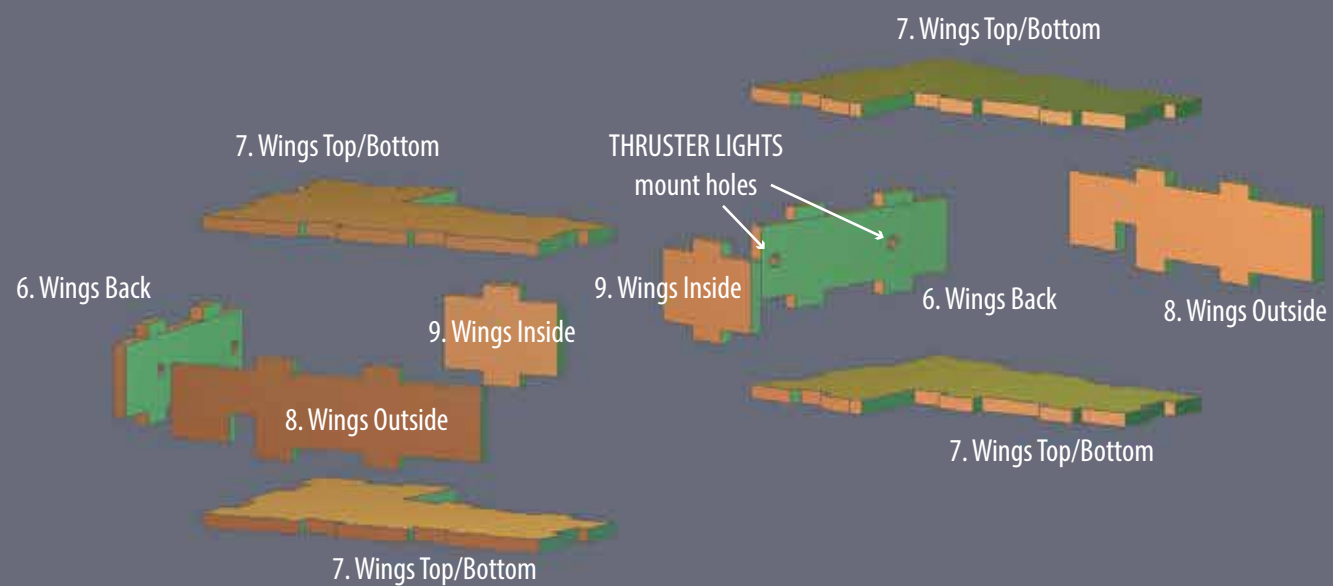 7. Wings Top/Bottom
7. Wings Top/Bottom
THRUSTER LIGHTS
mount holes
6. Wings Back
9. Wings Inside
9. Wings Inside
6. Wings Back
8. Wings Outside
8. Wings Outside
7. Wings Top/Bottom
7. Wings Top/Bottom